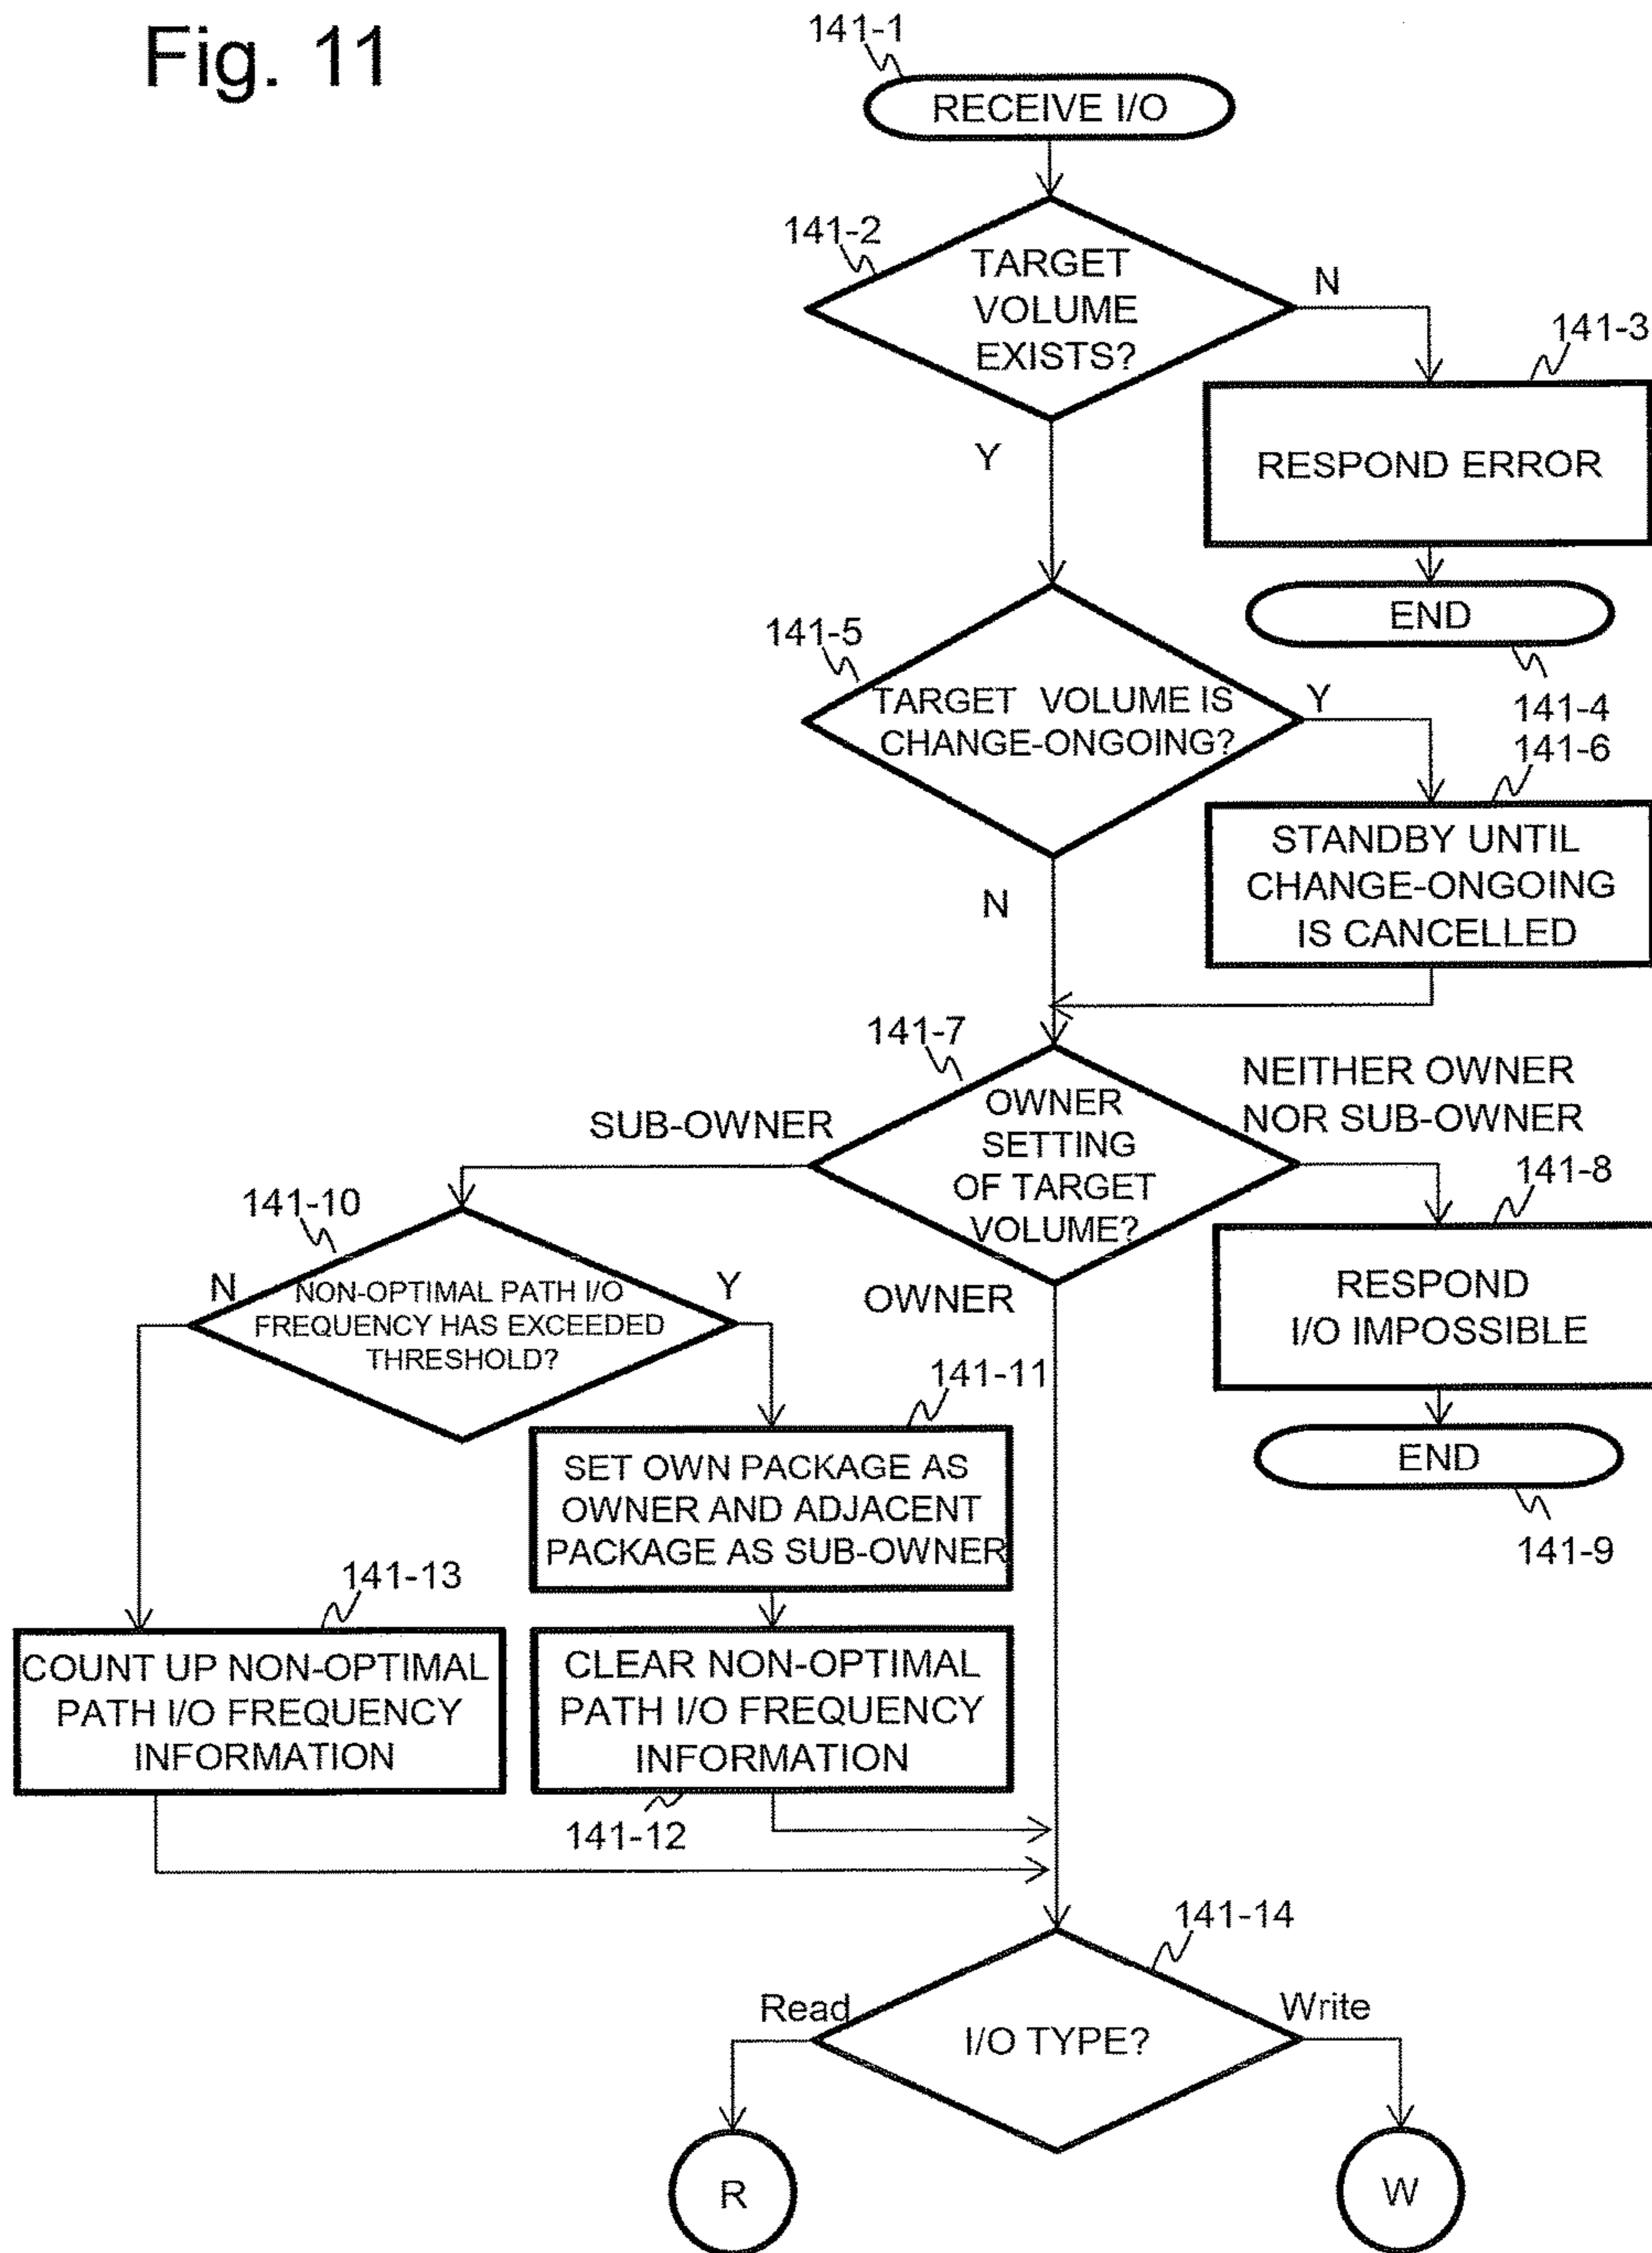 Fig. 11
141-1
RECEIVE I/O
141-2
TARGET
VOLUME
EXISTS?
N
Y
141-3
RESPOND ERROR
END
141-4
141-5
TARGET VOLUME IS
CHANGE-ONGOING?
Y
N
141-6
STANDBY UNTIL
CHANGE-ONGOING
IS CANCELLED
141-7
OWNER
SETTING
OF TARGET
VOLUME?
SUB-OWNER
NEITHER OWNER
NOR SUB-OWNER
OWNER
141-8
RESPOND
I/O IMPOSSIBLE
END
141-9
141-10
NON-OPTIMAL PATH I/O
FREQUENCY HAS EXCEEDED
THRESHOLD?
N
Y
141-11
SET OWN PACKAGE AS
OWNER AND ADJACENT
PACKAGE AS SUB-OWNER
141-13
COUNT UP NON-OPTIMAL
PATH I/O FREQUENCY
INFORMATION
CLEAR NON-OPTIMAL
PATH I/O FREQUENCY
INFORMATION
141-12
141-14
I/O TYPE?
Read
Write
R
W